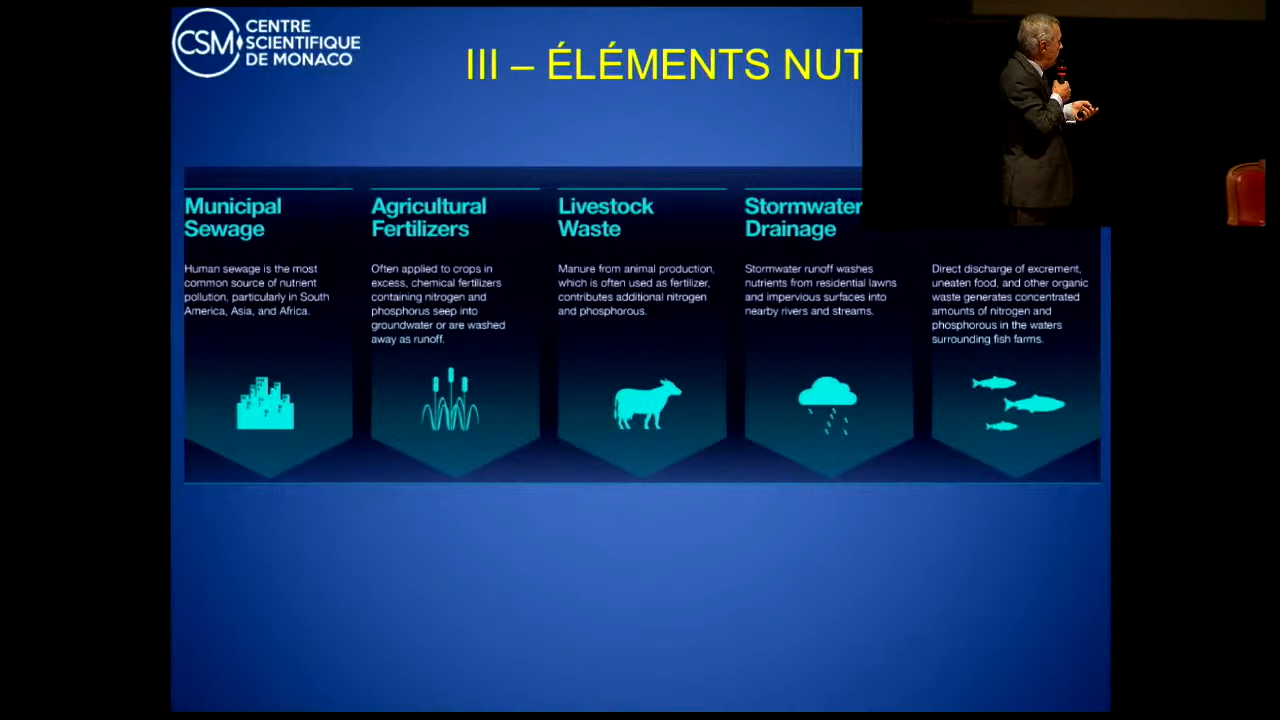 CSM
CENTRE
SCIENTIFIQUE
DE MONACO
III – ÉLÉMENTS NUT
Municipal
Sewage
Human sewage is the most
common source of nutrient
pollution, particularly in South
America, Asia, and Africa.
Agricultural
Fertilizers
Often applied to crops in
excess, chemical fertilizers
containing nitrogen and
phosphorus seep into
groundwater or are washed
away as runoff.
Livestock
Waste
Manure from animal production,
which is often used as fertilizer,
contributes additional nitrogen
and phosphorous.
Stormwater
Drainage
Stormwater runoff washes
nutrients from residential lawns
and impervious surfaces into
nearby rivers and streams.
Direct discharge of excrement,
uneaten food, and other organic
waste generates concentrated
amounts of nitrogen and
phosphorous in the waters
surrounding fish farms.